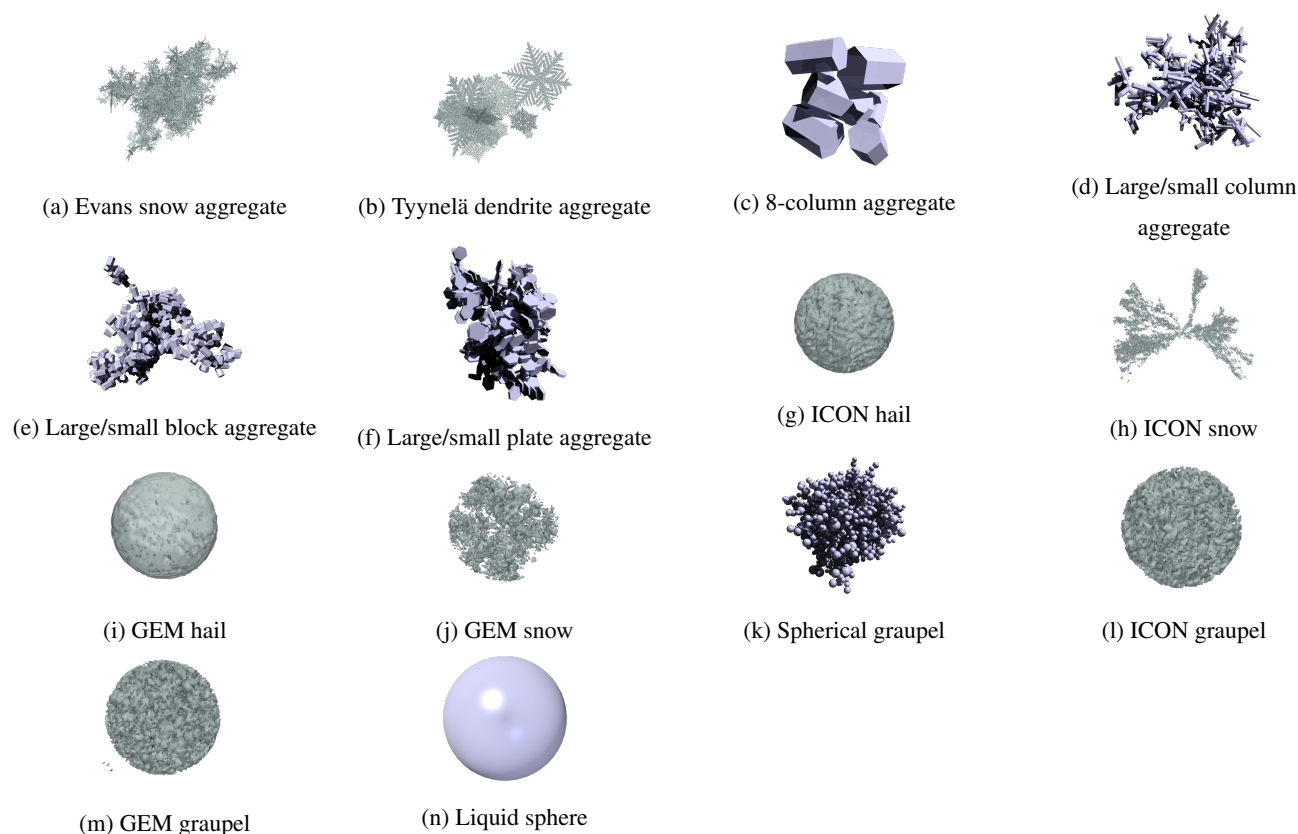 (a) Evans snow aggregate
(b) Tyynelä dendrite aggregate
(c) 8-column aggregate
(d) Large/small column
aggregate
(e) Large/small block aggregate
(f) Large/small plate aggregate
(g) ICON hail
(h) ICON snow
(i) GEM hail
(j) GEM snow
(k) Spherical graupel
(l) ICON graupel
(m) GEM graupel
(n) Liquid sphere